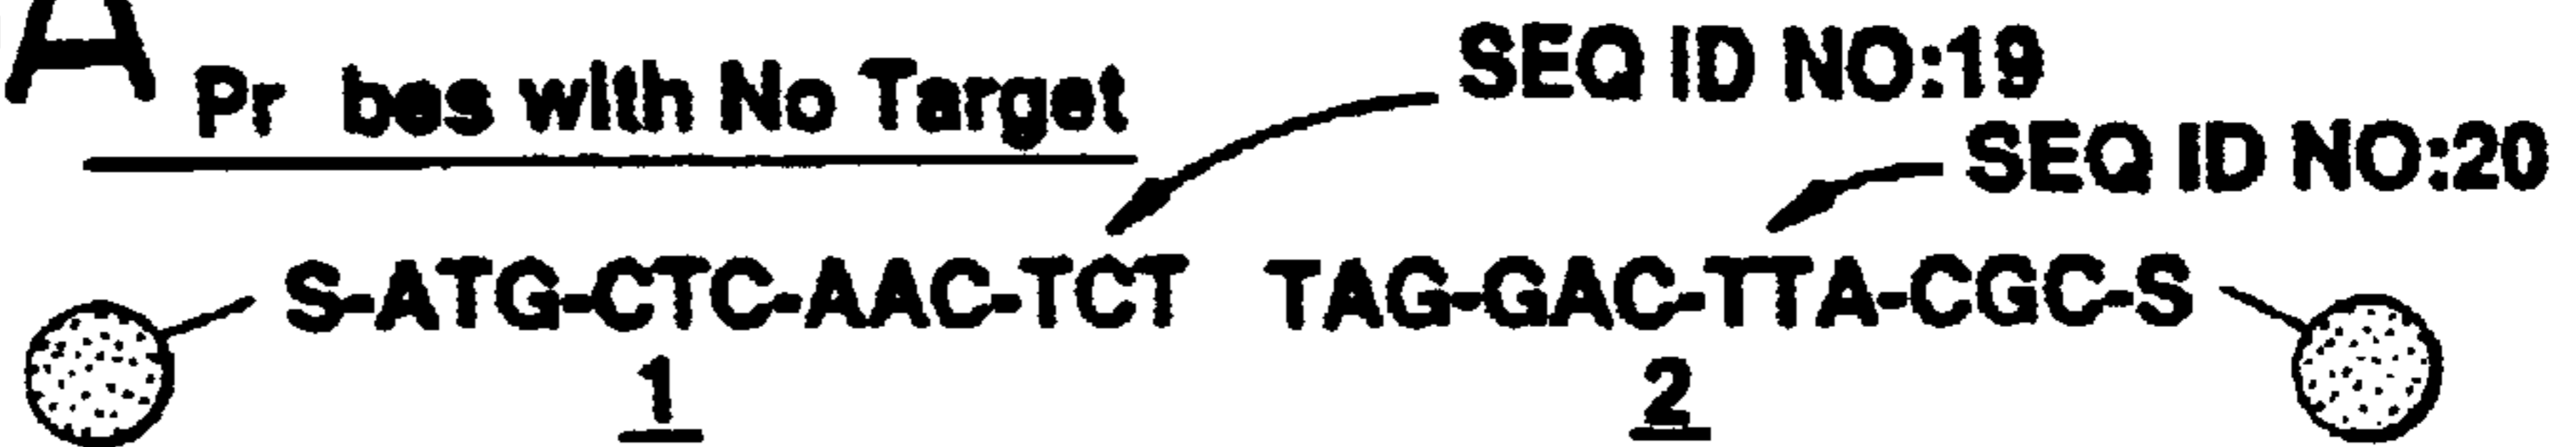 A
Pr bes with No Target
SEQ ID NO:19
SEQ ID NO:20
S-ATG-CTC-AAC-TCT TAG-GAC-TTA-CGC-S
1 2